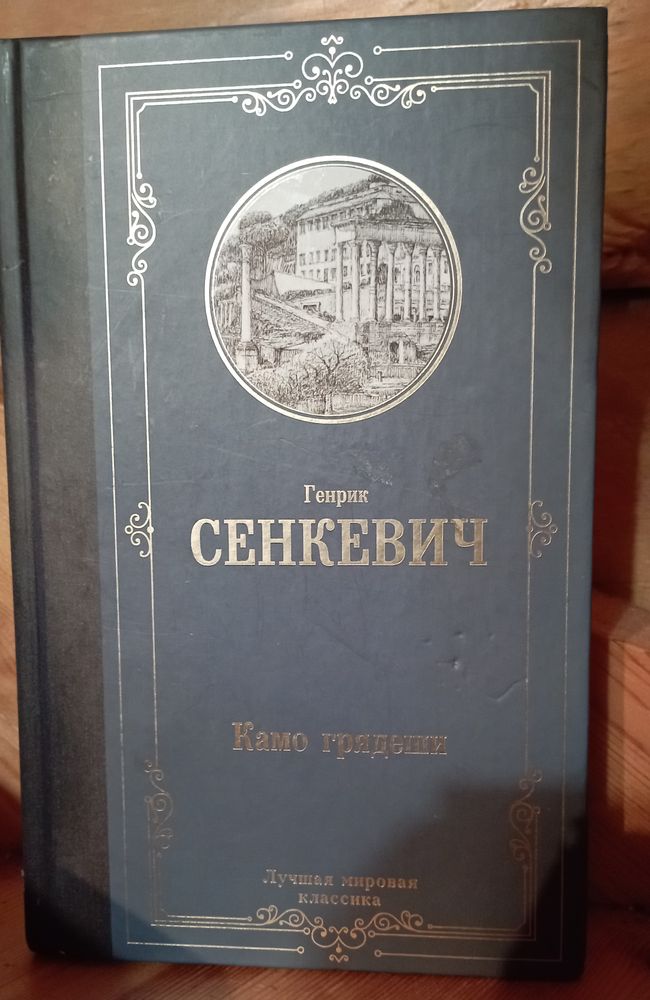 Генрик
СЕНКЕВИЧ
Камо грядеши
Лучшая мировая
классика